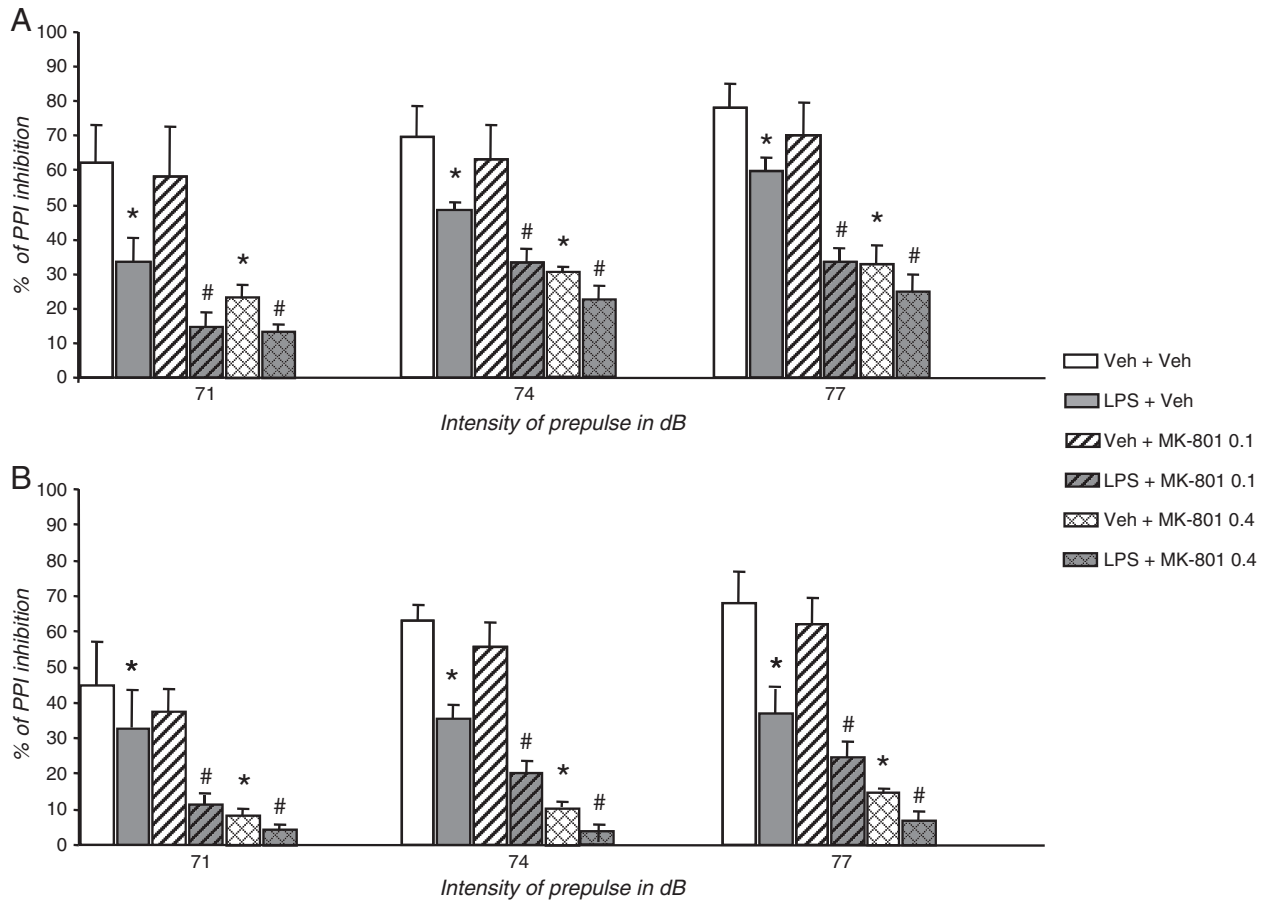 A
100
90
80
70
60
50
40
30
20
10
0
% of PPI inhibition
* # * #
* # * #
* # * #
71 74 77
Intensity of prepulse in dB
Veh + Veh
LPS + Veh
Veh + MK-801 0.1
LPS + MK-801 0.1
Veh + MK-801 0.4
LPS + MK-801 0.4
B
100
90
80
70
60
50
40
30
20
10
0
% of PPI inhibition
* # * #
* # * #
* # * #
71 74 77
Intensity of prepulse in dB